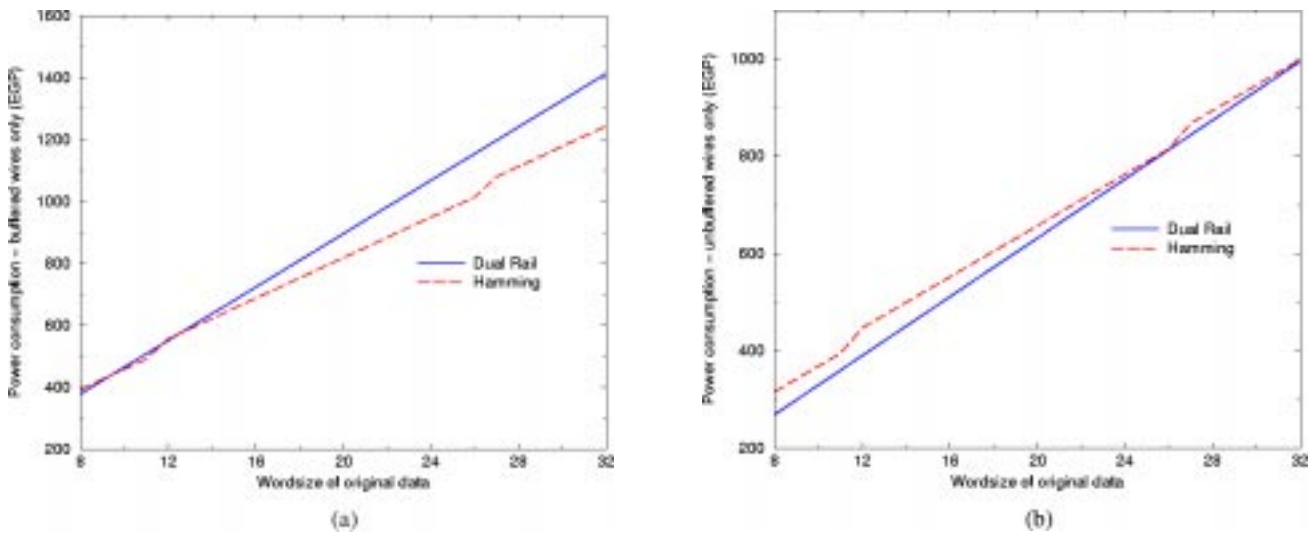 Power consumption - buffered wires only (EGP)
1600
1400
1200
1000
800
600
400
200
8 12 16 20 24 28 32
Wordsize of original data
Dual Rail
Hamming
(a)
Power consumption - unbuffered wires only (EGP)
1000
800
600
400
200
8 12 16 20 24 28 32
Wordsize of original data
Dual Rail
Hamming
(b)